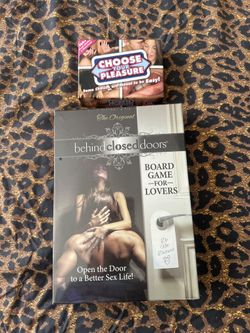 CHOOSE
YOUR
PLEASURE
The Original
behind closed doors
BOARD
GAME
FOR
LOVERS
Open the Door
to a Better Sex Life!